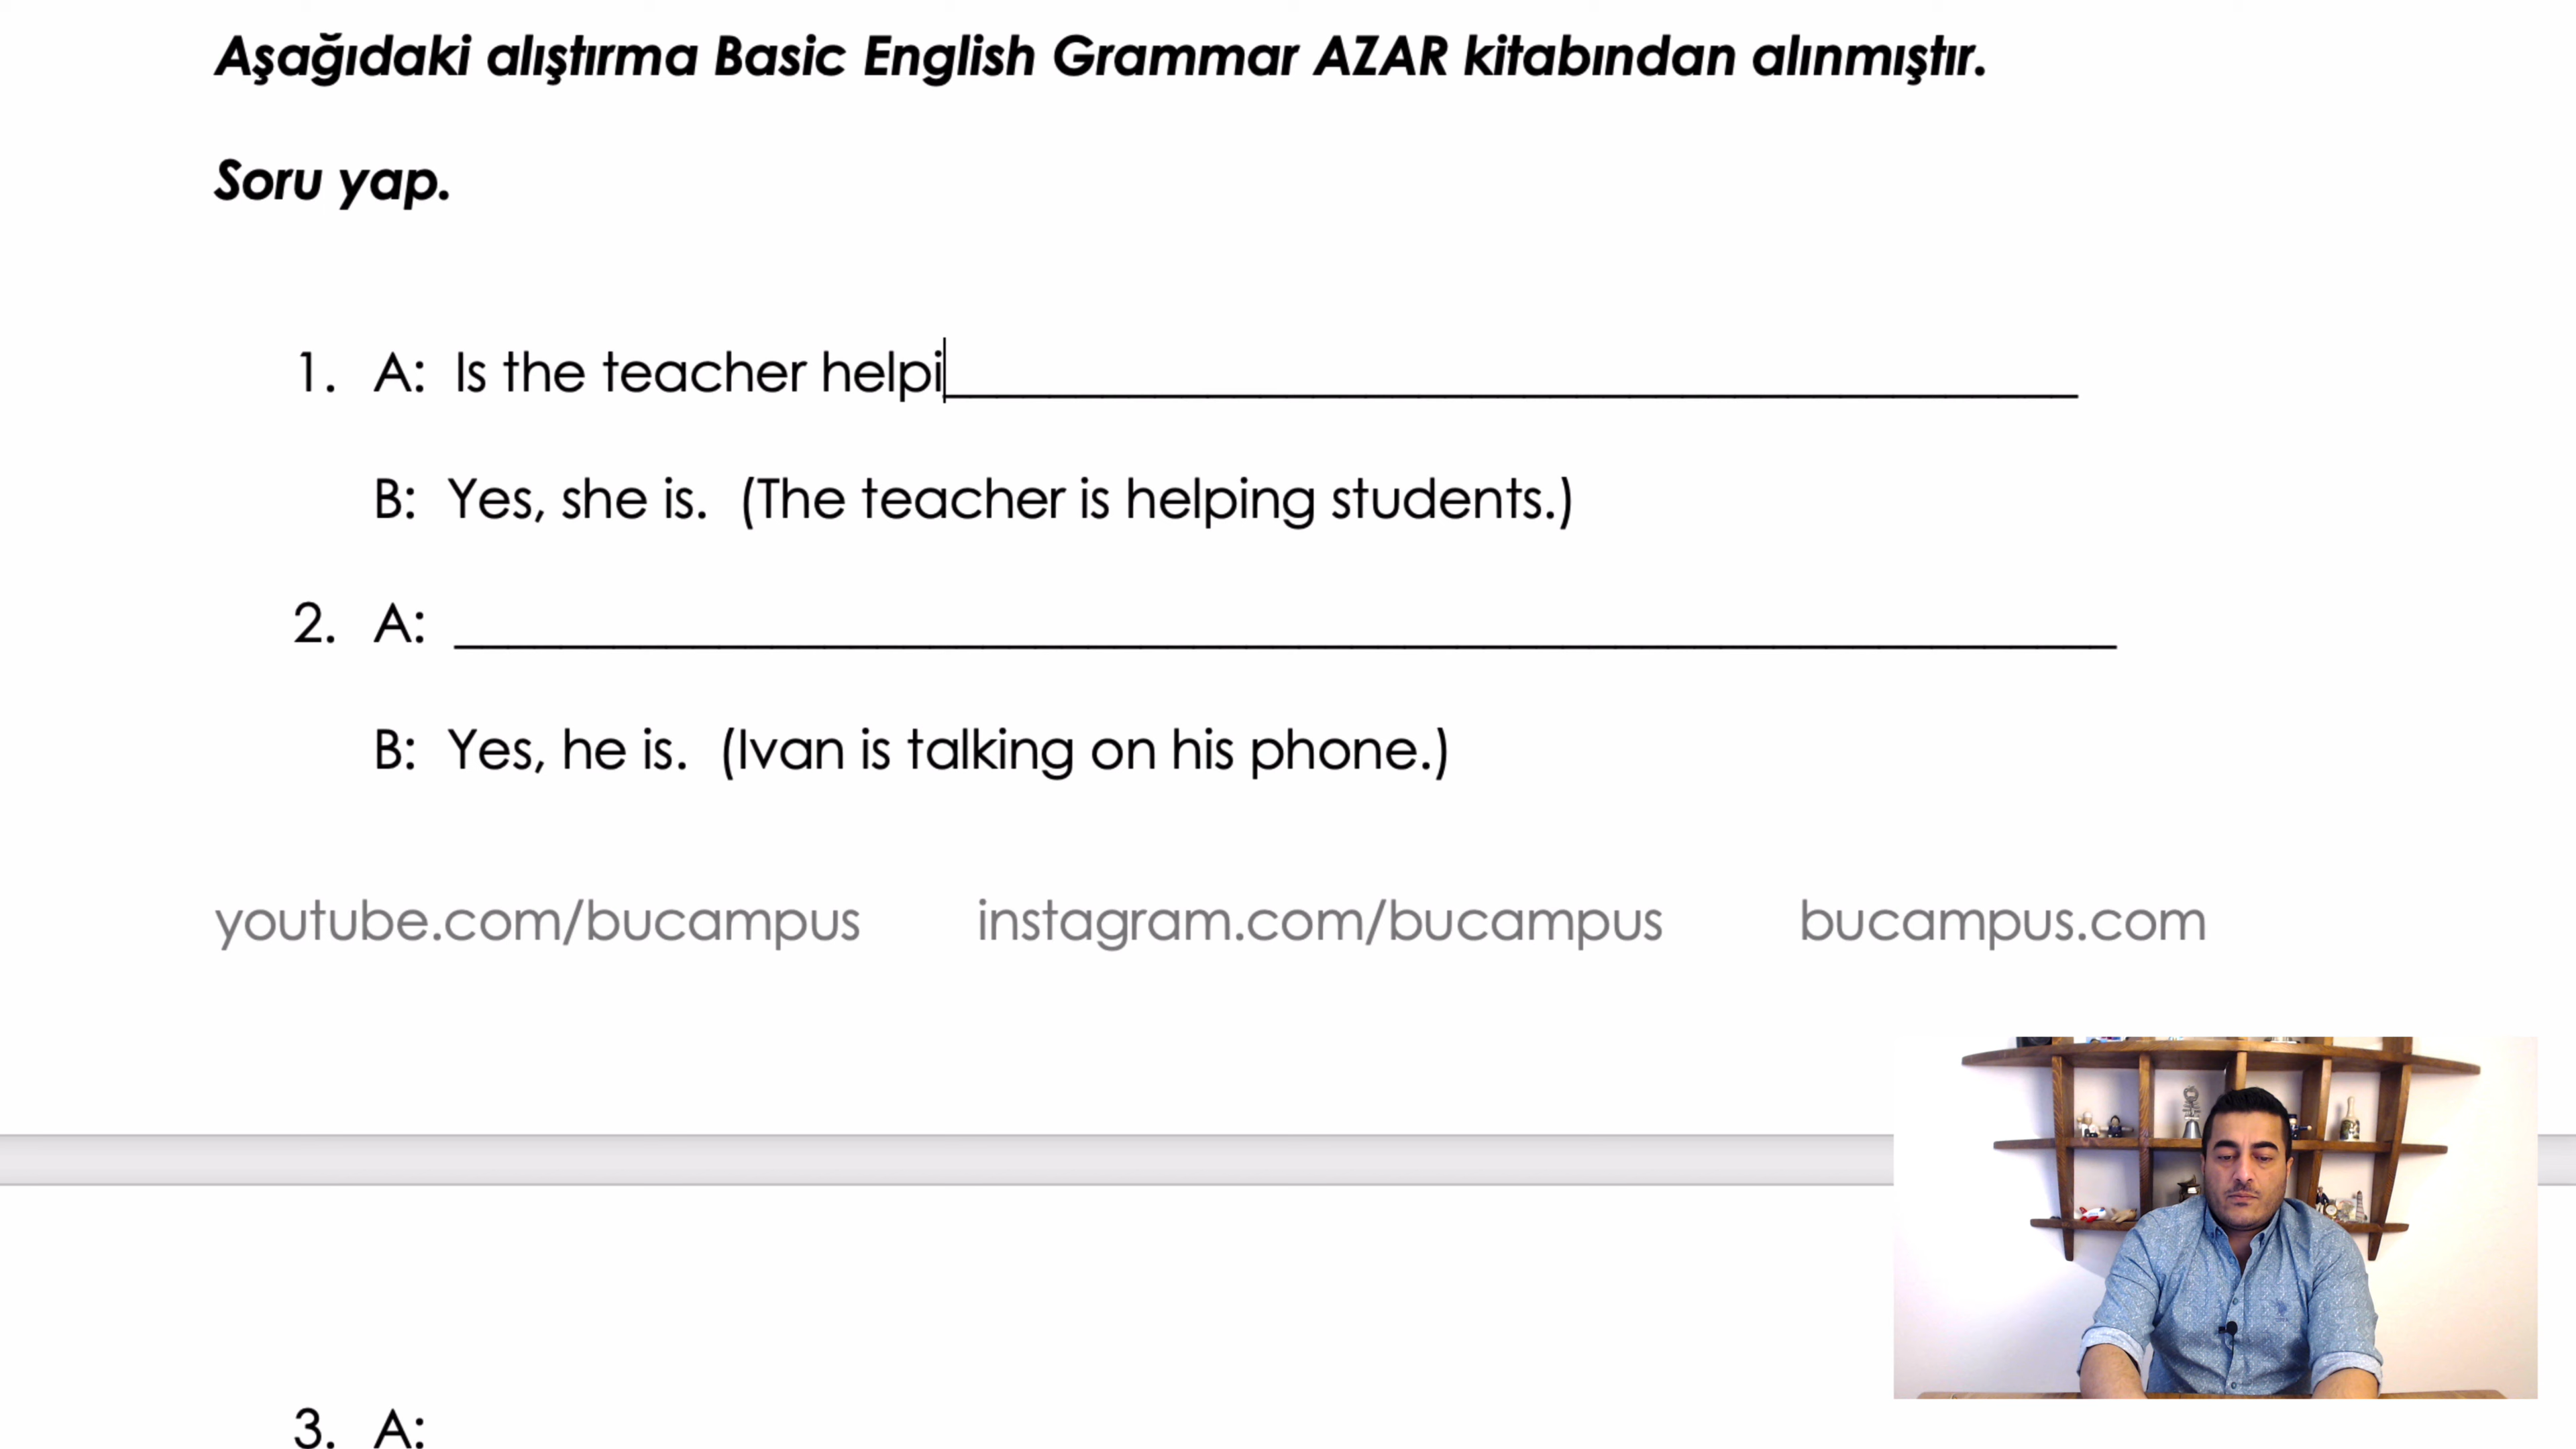 Aşağıdaki alıştırma Basic English Grammar AZAR kitabından alınmıştır.
Soru yap.
1. A: Is the teacher helpi
B: Yes, she is. (The teacher is helping students.)
2. A:
B: Yes, he is. (Ivan is talking on his phone.)
youtube.com/bucampus instagram.com/bucampus bucampus.com
3. A: